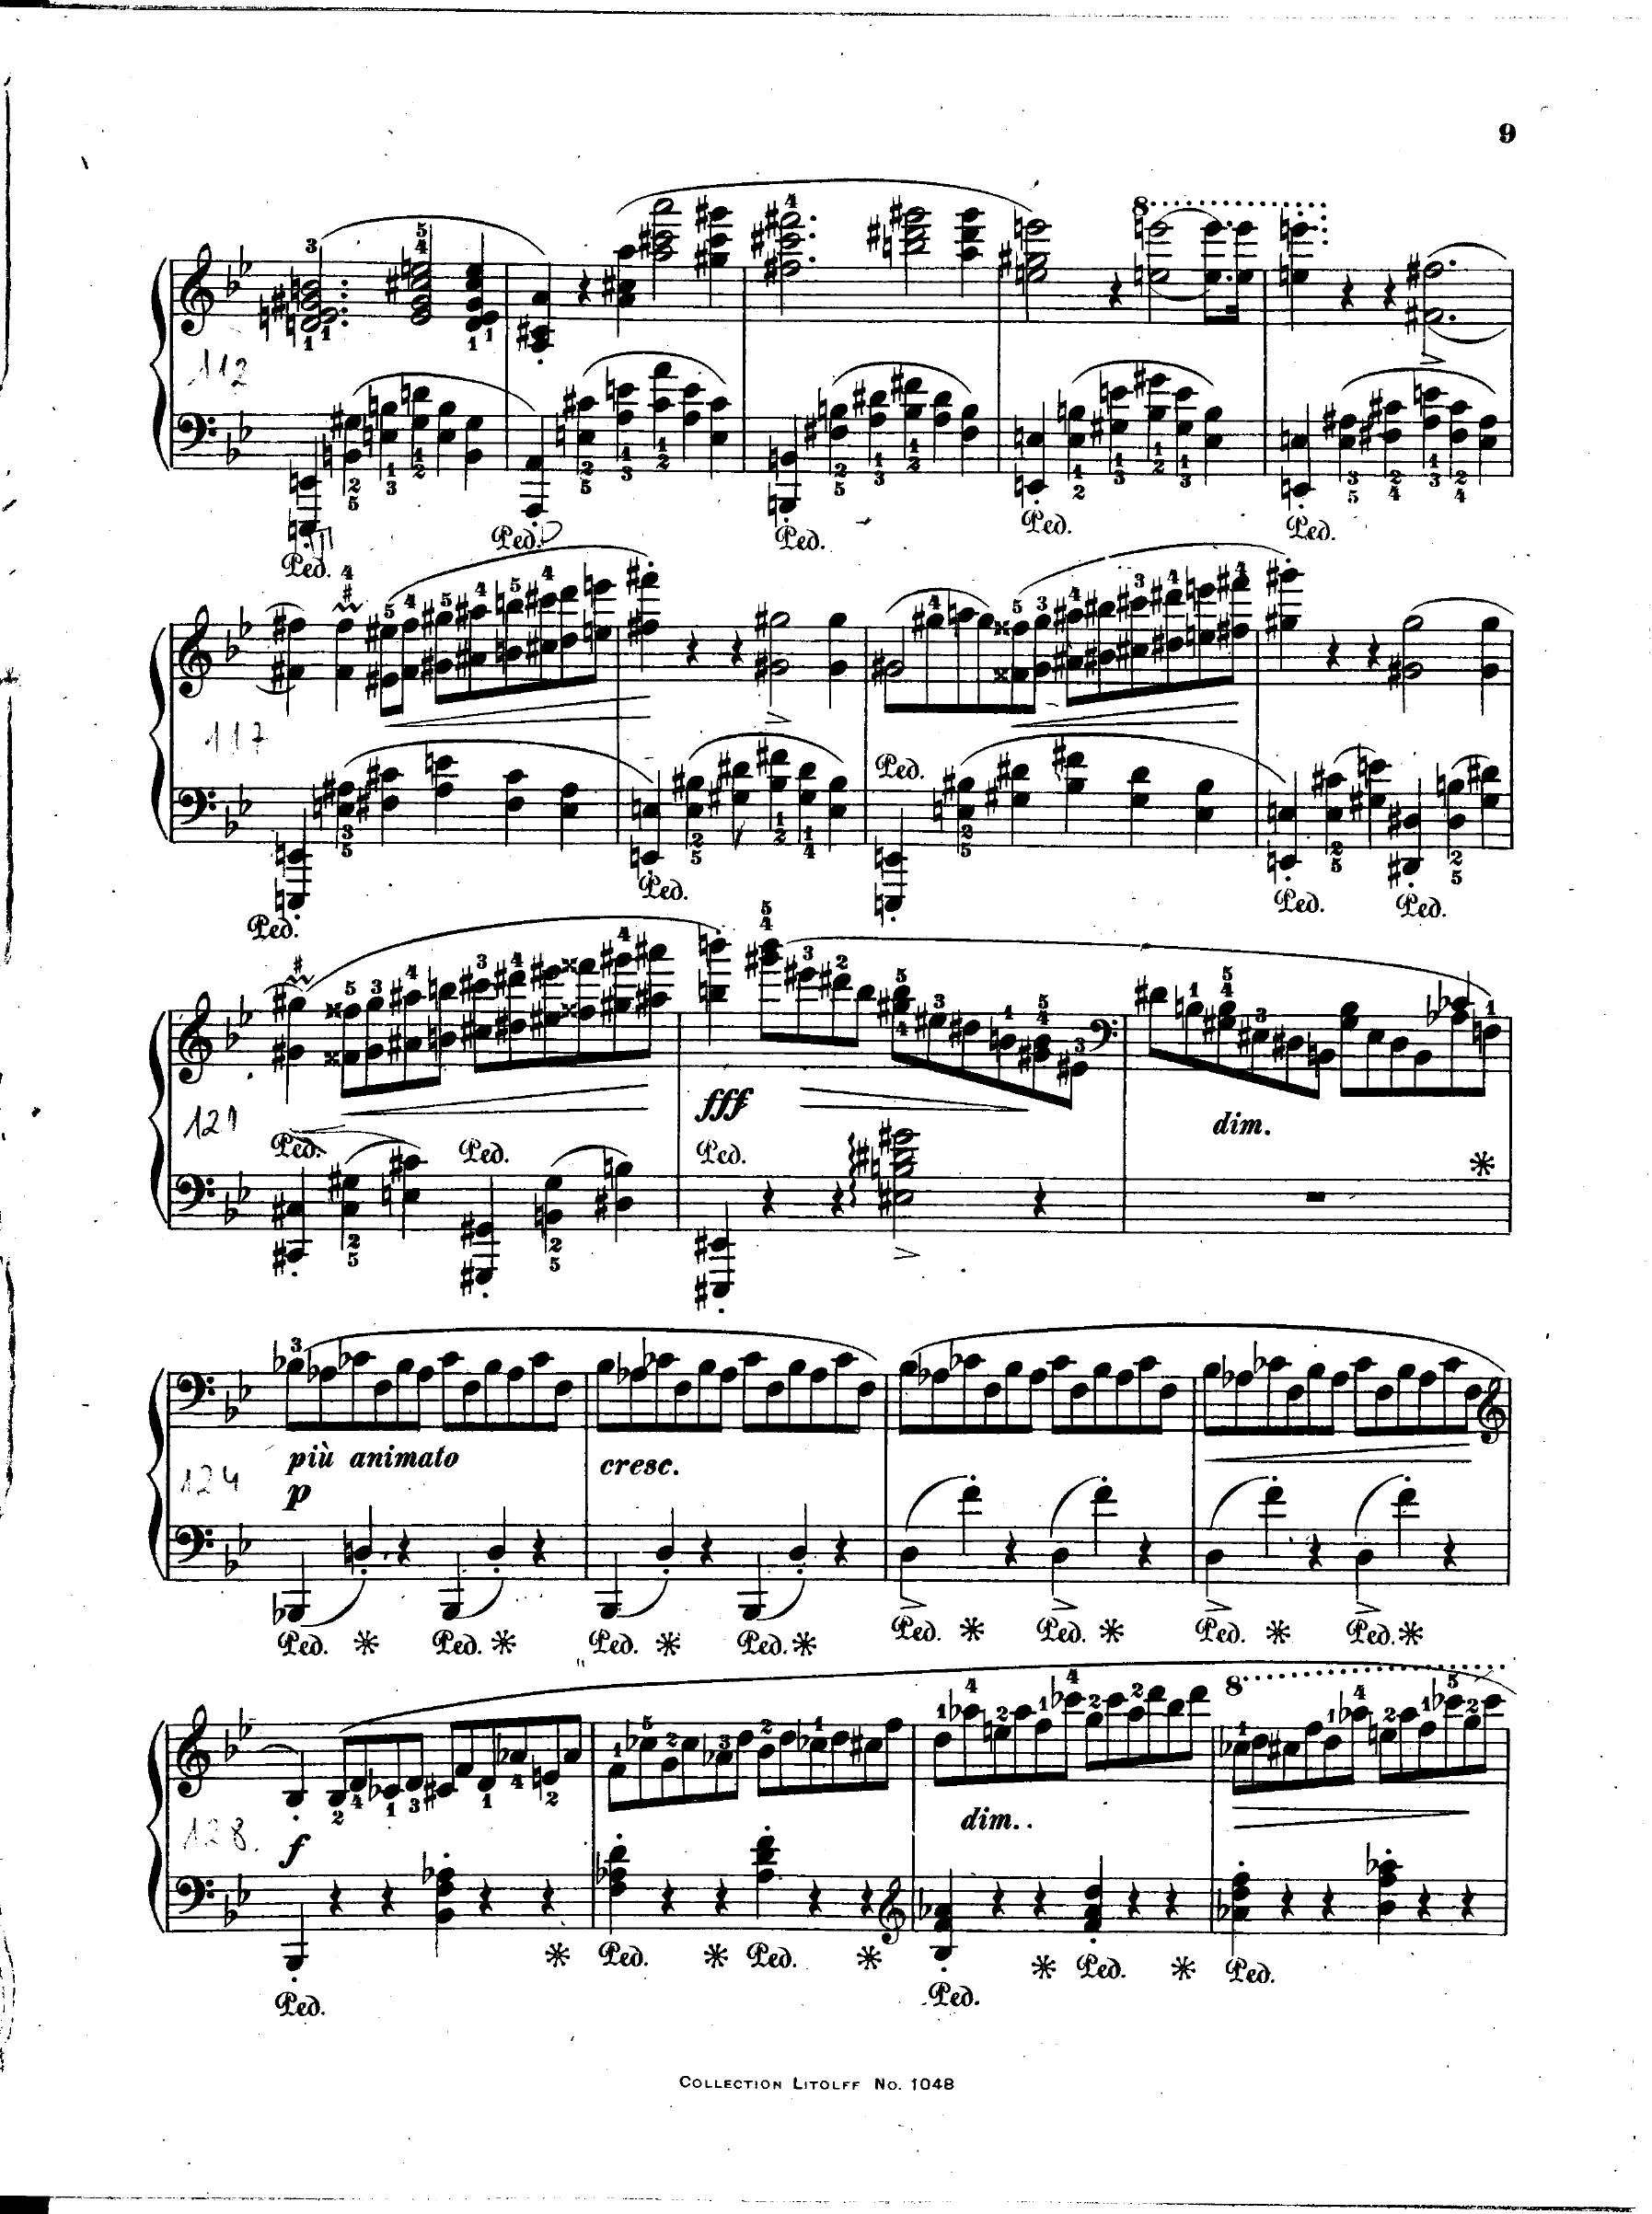 9
112
Ped. Ped. Ped. Ped. Ped.
117
Ped. Ped. Ped. Ped. Ped.
121
fff
dim.
Ped. Ped. Ped.
più animato
cresc.
124
p
Ped. Ped. Ped. Ped. Ped. Ped. Ped. Ped.
128.
f
dim.
Ped. Ped. Ped. Ped. Ped. Ped.
COLLECTION LITOLFF No. 1048